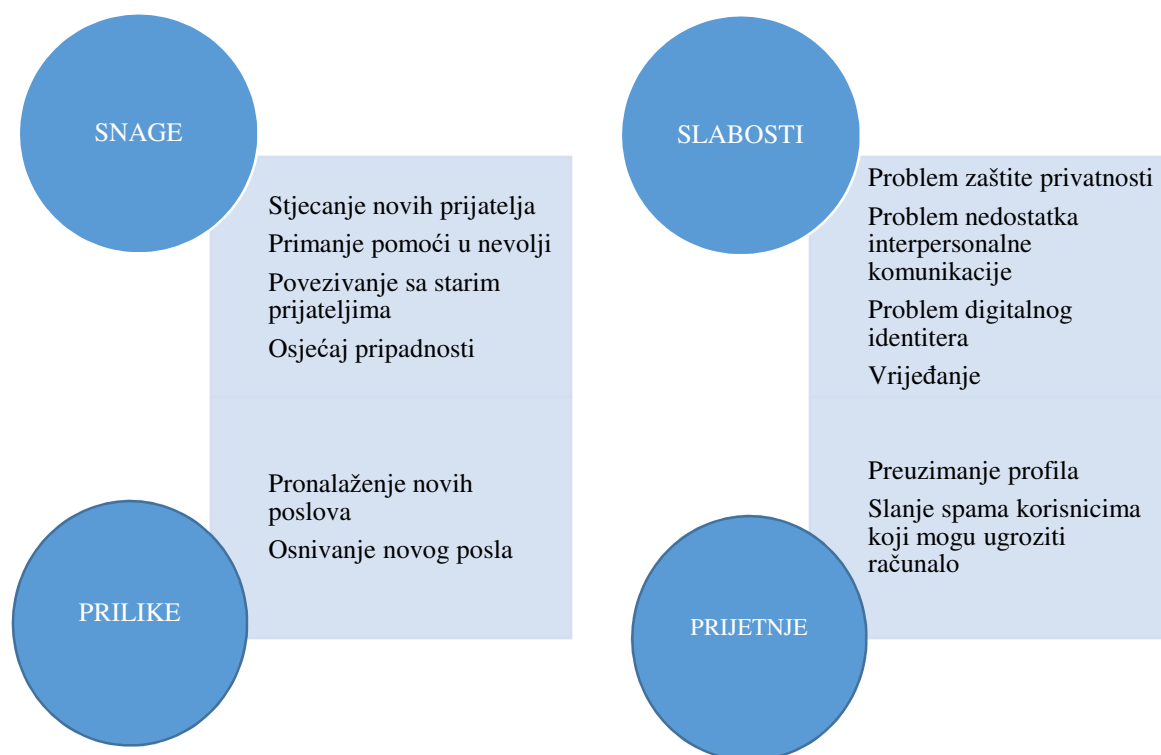 SNAGE
Stjecanje novih prijatelja
Primanje pomoći u nevolji
Povezivanje sa starim
prijateljima
Osjećaj pripadnosti
SLABOSTI
Problem zaštite privatnosti
Problem nedostatka
interpersonalne
komunikacije
Problem digitalnog
identitera
Vrijeđanje
PRILIKE
Pronalaženje novih
poslova
Osnivanje novog posla
PRIJETNJE
Preuzimanje profila
Slanje spama korisnicima
koji mogu ugroziti
računalo